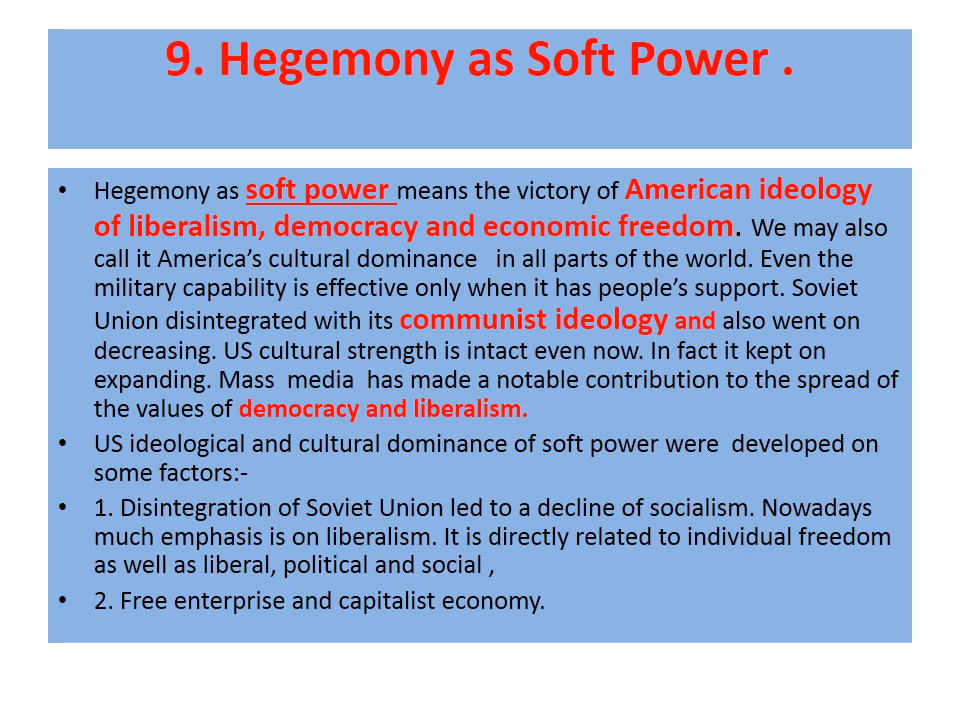 9. Hegemony as Soft Power .
• Hegemony as soft power means the victory of American ideology
of liberalism, democracy and economic freedom. We may also
call it America’s cultural dominance in all parts of the world. Even the
military capability is effective only when it has people’s support. Soviet
Union disintegrated with its communist ideology and also went on
decreasing. US cultural strength is intact even now. In fact it kept on
expanding. Mass media has made a notable contribution to the spread of
the values of democracy and liberalism.
• US ideological and cultural dominance of soft power were developed on
some factors:-
• 1. Disintegration of Soviet Union led to a decline of socialism. Nowadays
much emphasis is on liberalism. It is directly related to individual freedom
as well as liberal, political and social ,
• 2. Free enterprise and capitalist economy.